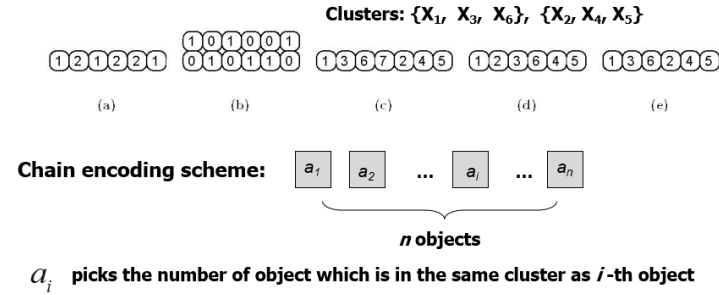 Clusters: {X1, X3, X6}, {X2, X4, X5}
1 0 1 0 0 1
1 2 1 2 2 1 0 1 0 1 1 0 1 3 6 7 2 4 5 1 2 3 6 4 5 1 3 6 2 4 5
(a) (b) (c) (d) (e)
Chain encoding scheme: a1 a2 ... ai ... an
n objects
ai picks the number of object which is in the same cluster as i-th object